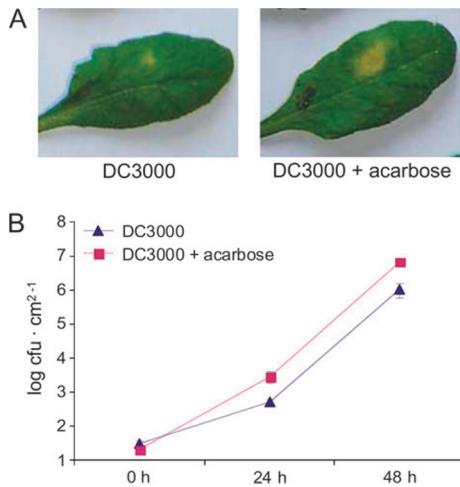 A
DC3000
DC3000 + acarbose
B
DC3000
DC3000 + acarbose
log cfu · cm² ⁻¹
8
7
6
5
4
3
2
1
0 h
24 h
48 h